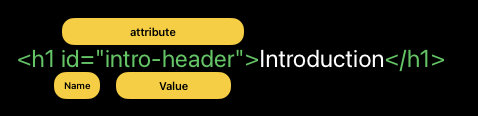 attribute
<h1 id="intro-header">Introduction</h1>
Name Value